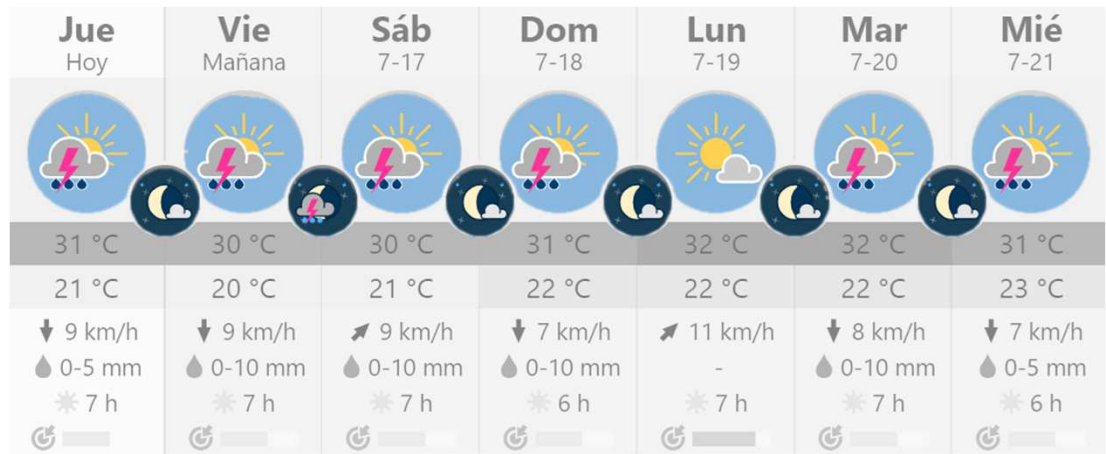 Jue Vie Sáb Dom Lun Mar Mié
Hoy Mañana 7-17 7-18 7-19 7-20 7-21
31 °C 30 °C 30 °C 31 °C 32 °C 32 °C 31 °C
21 °C 20 °C 21 °C 22 °C 22 °C 22 °C 23 °C
9 km/h 9 km/h 9 km/h 7 km/h 11 km/h 8 km/h 7 km/h
0-5 mm 0-10 mm 0-10 mm 0-10 mm - 0-10 mm 0-5 mm
7 h 7 h 7 h 6 h 7 h 7 h 6 h